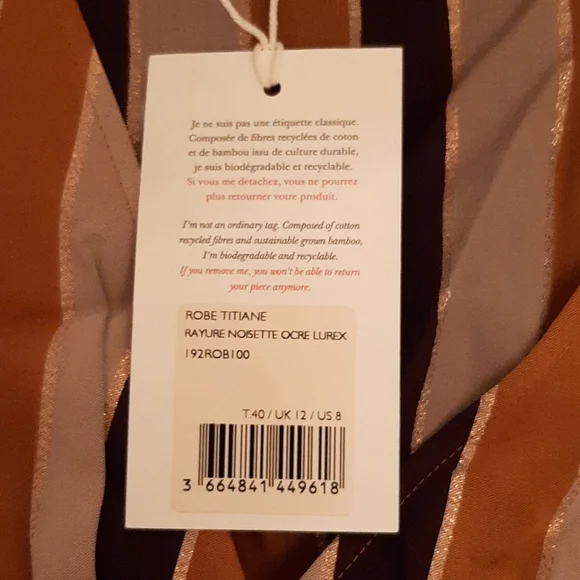 Je ne suis pas une étiquette classique.
Composée de fibres recyclées de coton
et de bambou issu de culture durable,
je suis biodégradable et recyclable.
Si vous me détachez, vous ne pourrez
plus retourner votre produit.
I'm not an ordinary tag. Composed of cotton
recycled fibres and sustainable grown bamboo,
I'm biodegradable and recyclable.
If you remove me, you won't be able to return
your piece anymore.
ROBE TITIANE
RAYURE NOISETTE OCRE LUREX
192ROB100
T.40 / UK 12 / US 8
3 664841 449618